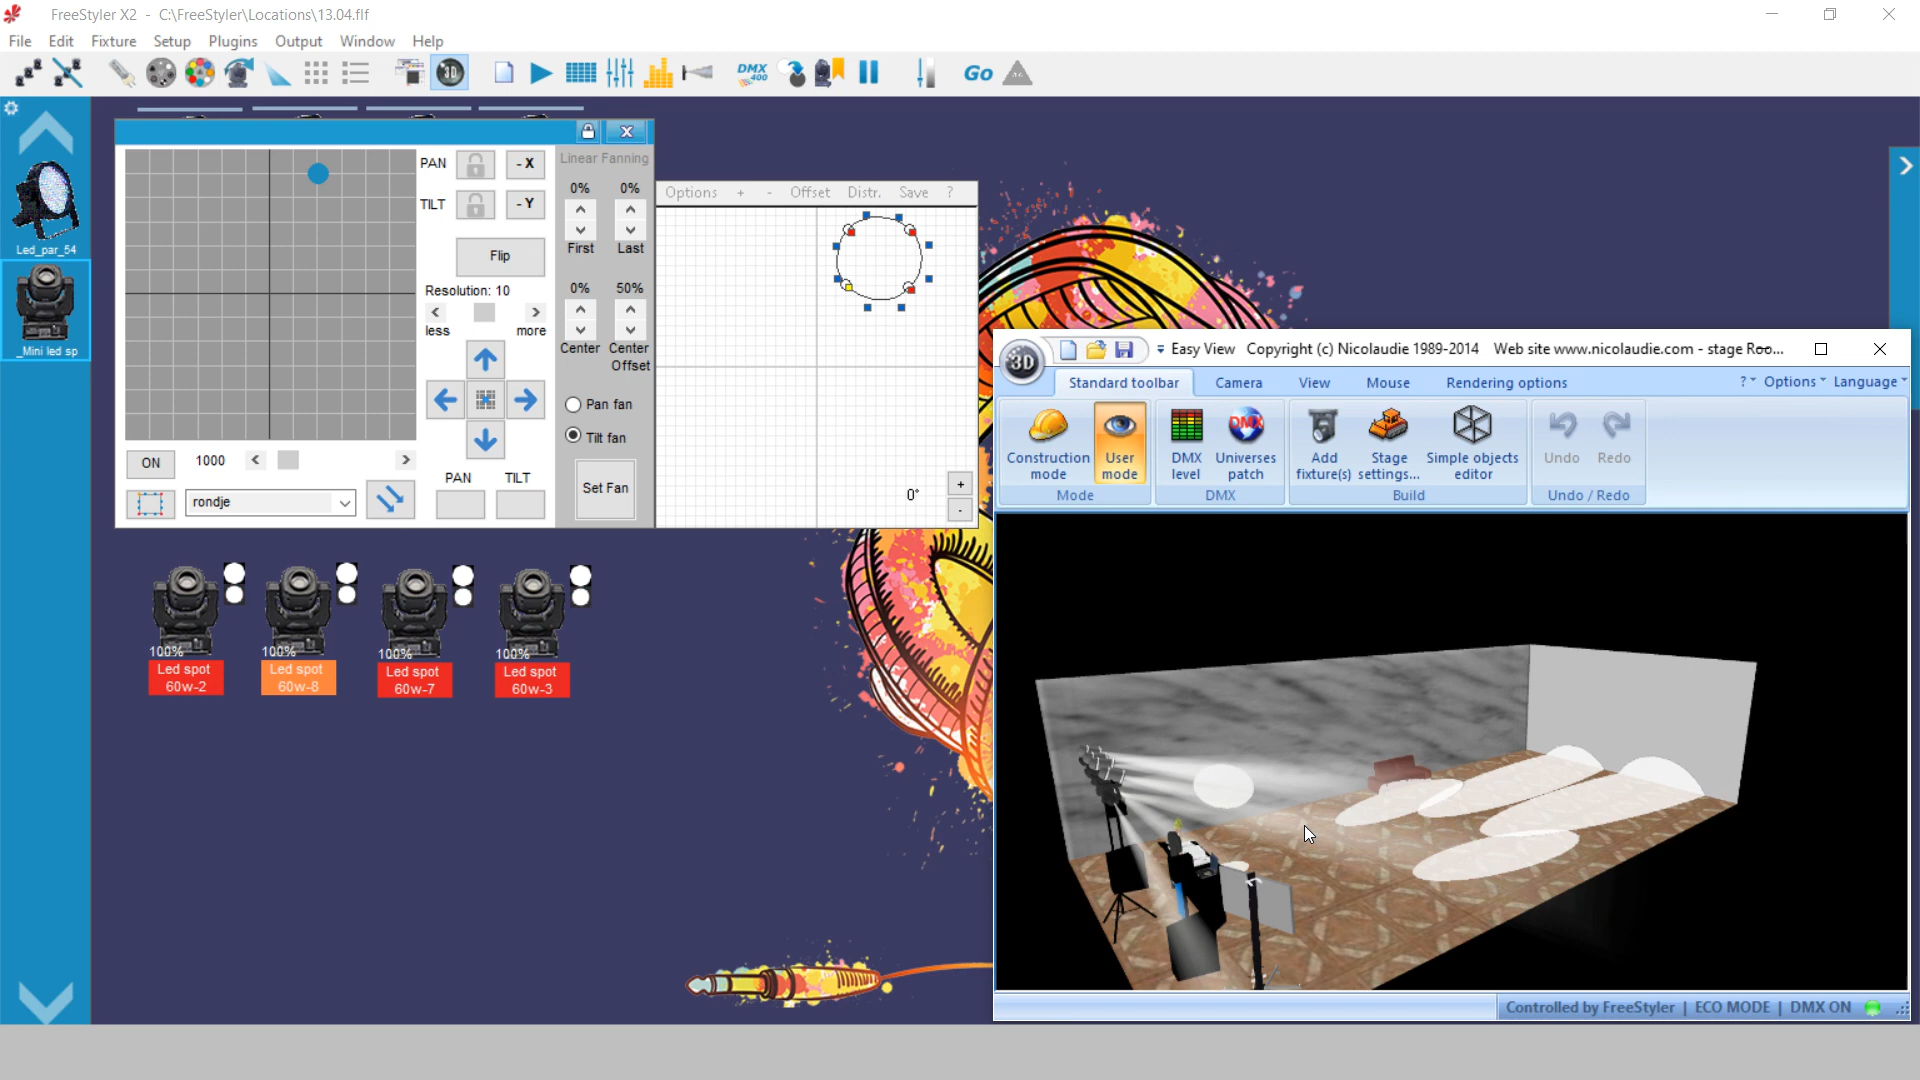 FreeStyler X2 - C:\FreeStyler\Locations\13.04.flf
File Edit Fixture Setup Plugins Output Window Help
3D
DMX
400
Go
Led_par_54
_Mini led sp
PAN - X
TILT - Y
Flip
Resolution: 10
less more
PAN TILT
ON 1000
rondje
Linear Fanning
0% 0%
First Last
0% 50%
Center Center
Offset
Pan fan
Tilt fan
Set Fan
Options + - Offset Distr. Save ?
0°
+
-
100% 100% 100% 100%
Led spot 60w-2
Led spot 60w-8
Led spot 60w-7
Led spot 60w-3
3D
Easy View Copyright (c) Nicolaudie 1989-2014 Web site www.nicolaudie.com - stage Roo...
Standard toolbar Camera View Mouse Rendering options ? Options Language
Construction mode
User mode
DMX level
DMX
Universes patch
Add fixture(s)
Stage settings...
Simple objects editor
Undo Redo
Mode DMX Build Undo / Redo
Controlled by FreeStyler | ECO MODE | DMX ON